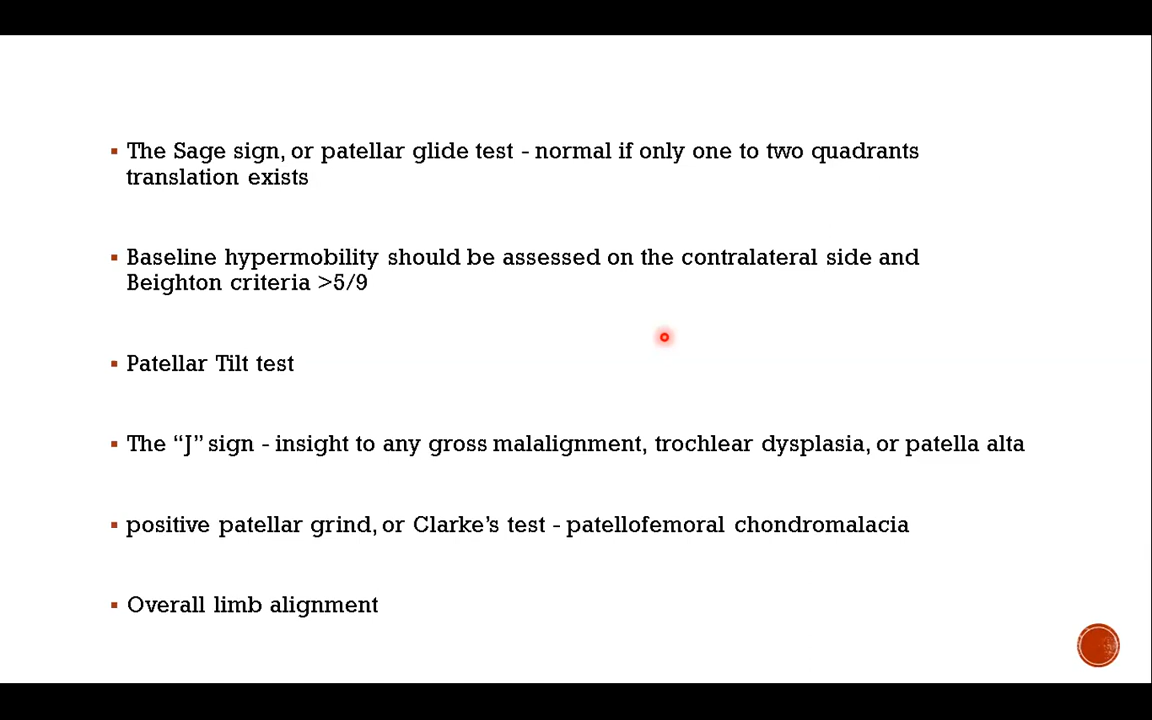 ▪ The Sage sign, or patellar glide test - normal if only one to two quadrants
translation exists
▪ Baseline hypermobility should be assessed on the contralateral side and
Beighton criteria >5/9
▪ Patellar Tilt test
▪ The “J” sign - insight to any gross malalignment, trochlear dysplasia, or patella alta
▪ positive patellar grind, or Clarke’s test - patellofemoral chondromalacia
▪ Overall limb alignment